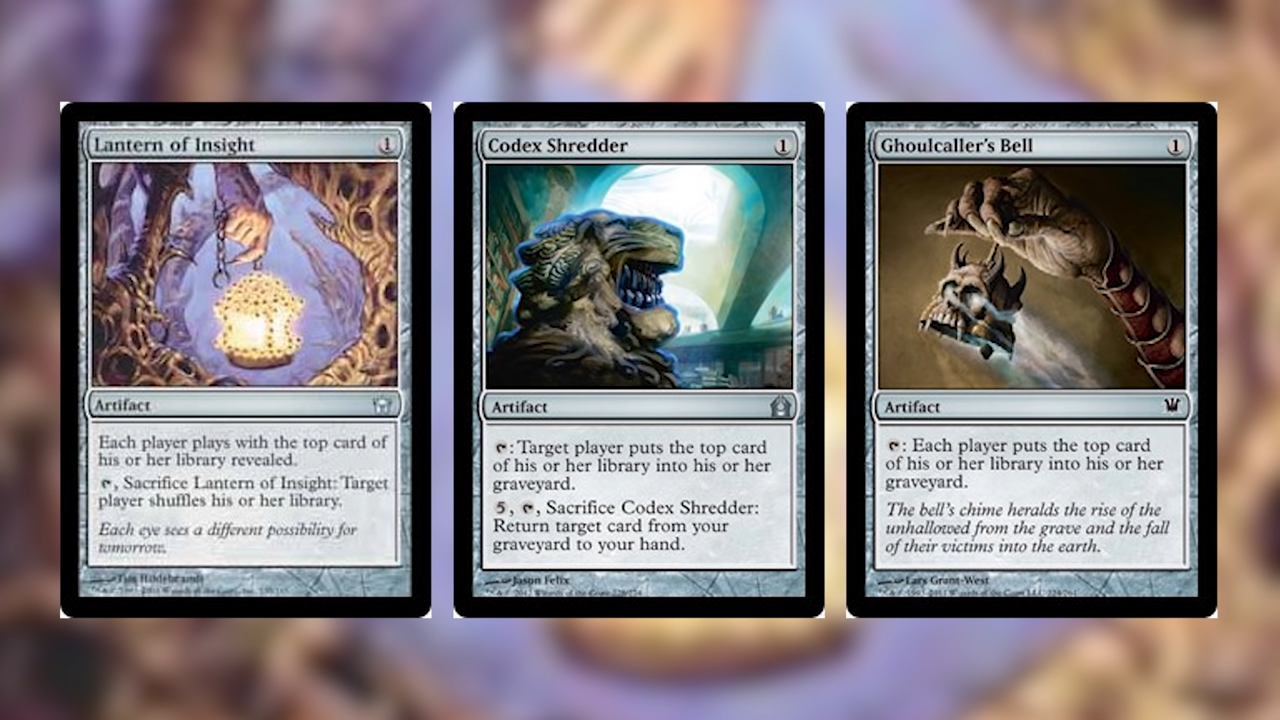 Lantern of Insight 1
Artifact
Each player plays with the top card of
his or her library revealed.
, Sacrifice Lantern of Insight: Target
player shuffles his or her library.
Each eye sees a different possibility for
tomorrow.
Codex Shredder 1
Artifact
: Target player puts the top card
of his or her library into his or her
graveyard.
5, , Sacrifice Codex Shredder:
Return target card from your
graveyard to your hand.
Jason Felix
Ghoulcaller's Bell 1
Artifact
: Each player puts the top card
of his or her library into his or her
graveyard.
The bell's chime heralds the rise of the
unhallowed from the grave and the fall
of their victims into the earth.
Lars Grant-West